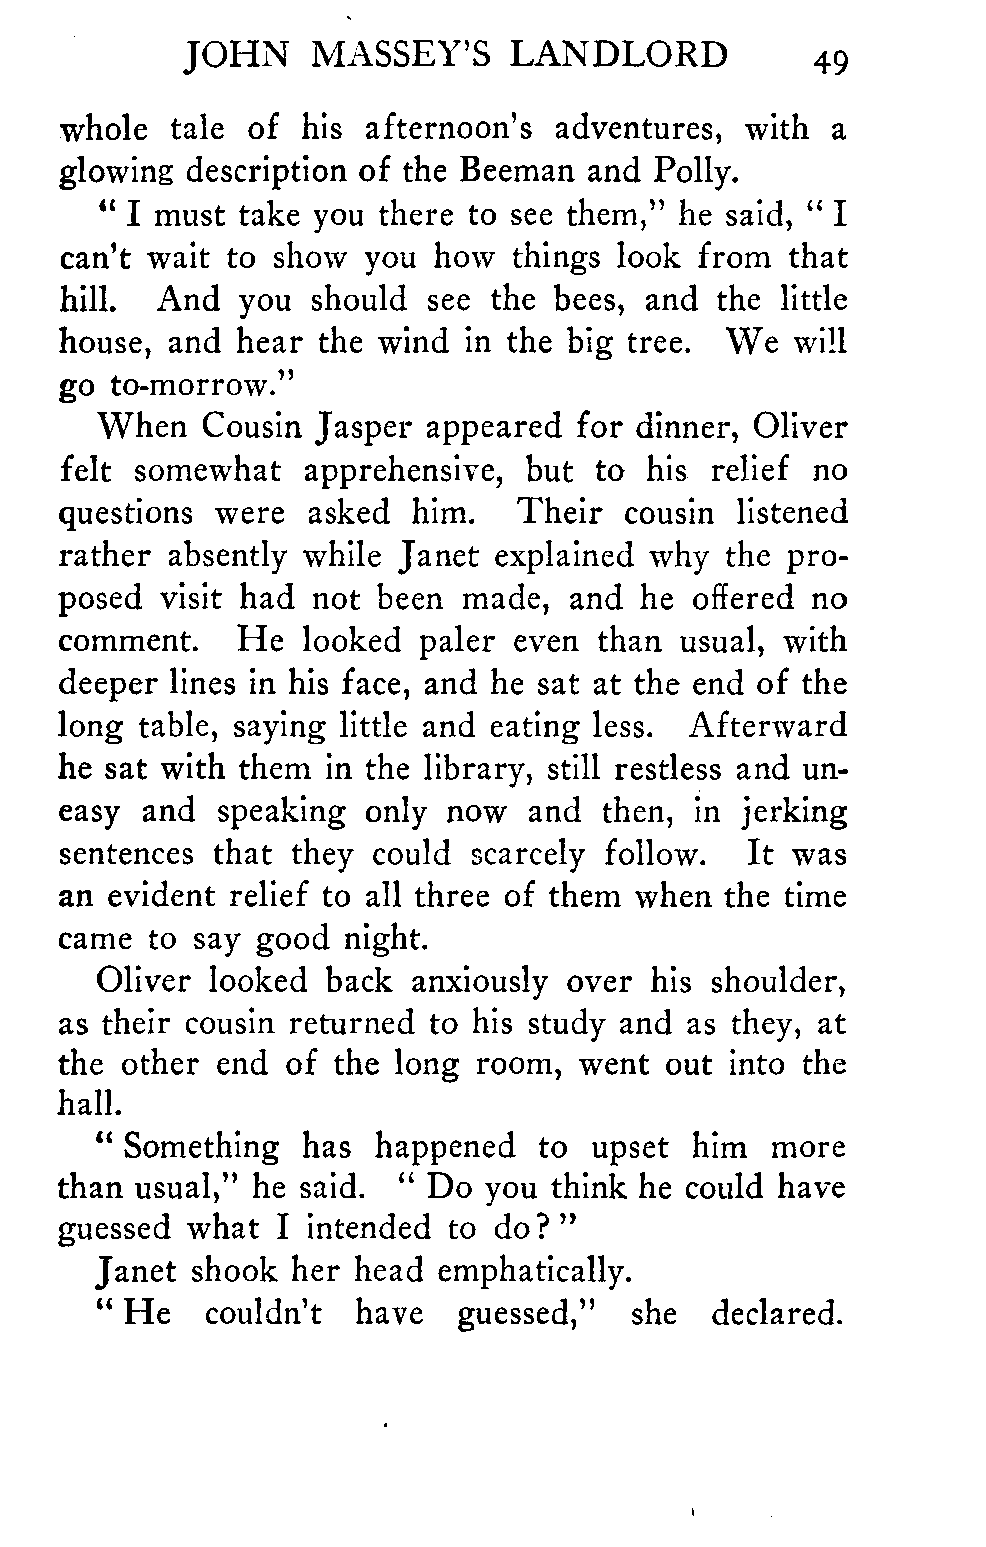 JOHN MASSEY'S LANDLORD 49
whole tale of his afternoon's adventures, with a
glowing description of the Beeman and Polly.
“ I must take you there to see them,” he said, “ I
can't wait to show you how things look from that
hill. And you should see the bees, and the little
house, and hear the wind in the big tree. We will
go to-morrow.”
When Cousin Jasper appeared for dinner, Oliver
felt somewhat apprehensive, but to his relief no
questions were asked him. Their cousin listened
rather absently while Janet explained why the pro-
posed visit had not been made, and he offered no
comment. He looked paler even than usual, with
deeper lines in his face, and he sat at the end of the
long table, saying little and eating less. Afterward
he sat with them in the library, still restless and un-
easy and speaking only now and then, in jerking
sentences that they could scarcely follow. It was
an evident relief to all three of them when the time
came to say good night.
Oliver looked back anxiously over his shoulder,
as their cousin returned to his study and as they, at
the other end of the long room, went out into the
hall.
“ Something has happened to upset him more
than usual,” he said. “ Do you think he could have
guessed what I intended to do? ”
Janet shook her head emphatically.
“ He couldn't have guessed,” she declared.